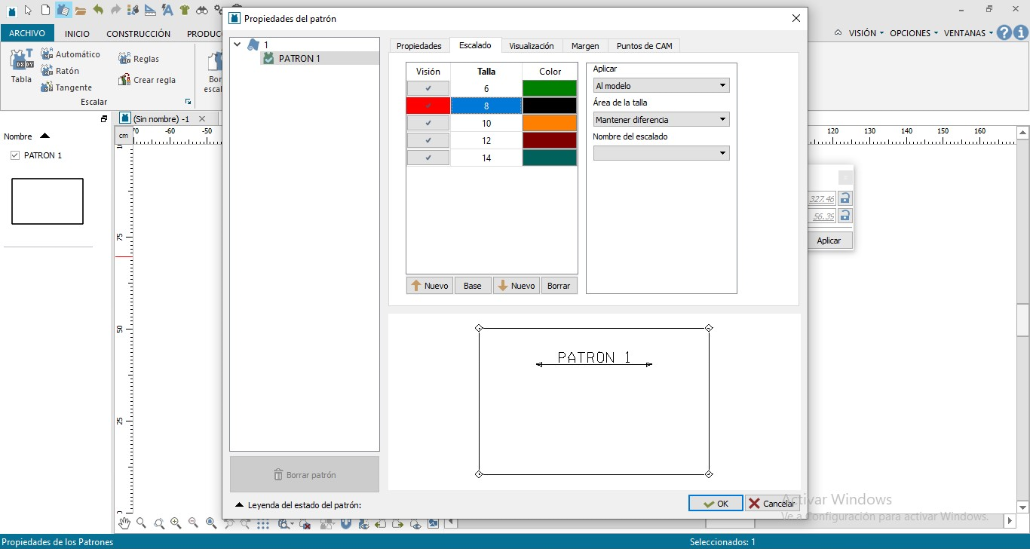 Propiedades del patrón
ARCHIVO INICIO CONSTRUCCIÓN PRODUC
VISIÓN OPCIONES VENTANAS
Tabla
Automático
Ratón
Tangente
Reglas
Crear regla
Bor
escal
Escalar
(Sin nombre) -1
Nombre
PATRON 1
cm
-60 -50
120 130 140 150 160
75
50
25
1
PATRON 1
Propiedades Escalado Visualización Margen Puntos de CAM
Visión Talla Color
6
8
10
12
14
Aplicar
Al modelo
Área de la talla
Mantener diferencia
Nombre del escalado
Nuevo Base Nuevo Borrar
327.46
56.35
Aplicar
PATRON 1
Borrar patrón
Leyenda del estado del patrón:
OK Cancelar
Activar Windows
Ve a Configuración para activar Windows.
Propiedades de los Patrones
Seleccionados: 1